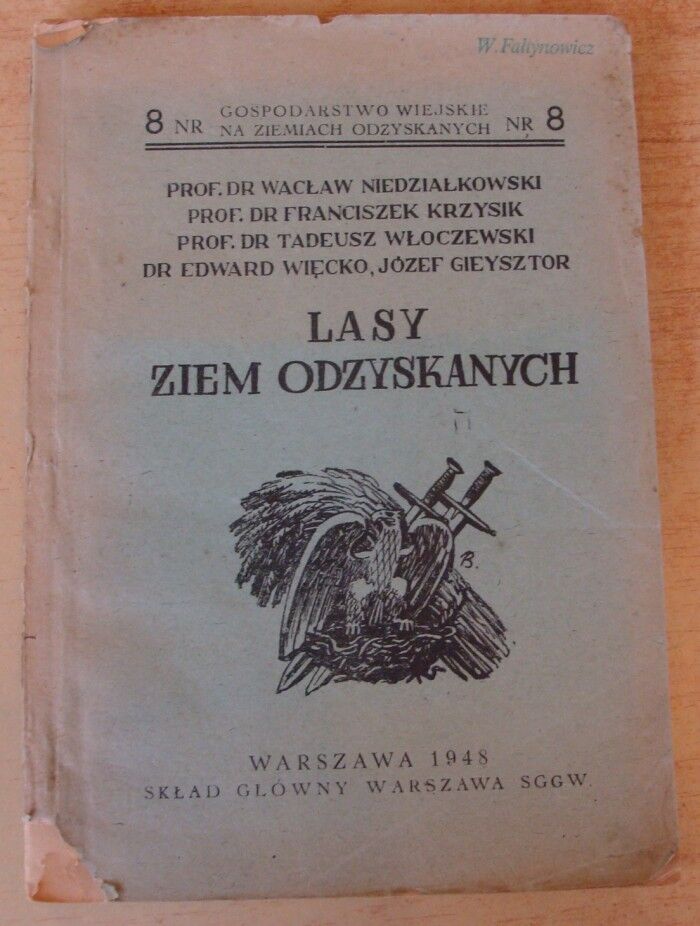 W. Fałtynowicz
8 NR GOSPODARSTWO WIEJSKIE NA ZIEMIACH ODZYSKANYCH NR 8
PROF. DR WACŁAW NIEDZIAŁKOWSKI
PROF. DR FRANCISZEK KRZYSIK
PROF. DR TADEUSZ WŁOCZEWSKI
DR EDWARD WIĘCKO, JÓZEF GIEYSZTOR
LASY
ZIEM ODZYSKANYCH
B.
WARSZAWA 1948
SKŁAD GŁÓWNY WARSZAWA SGGW.